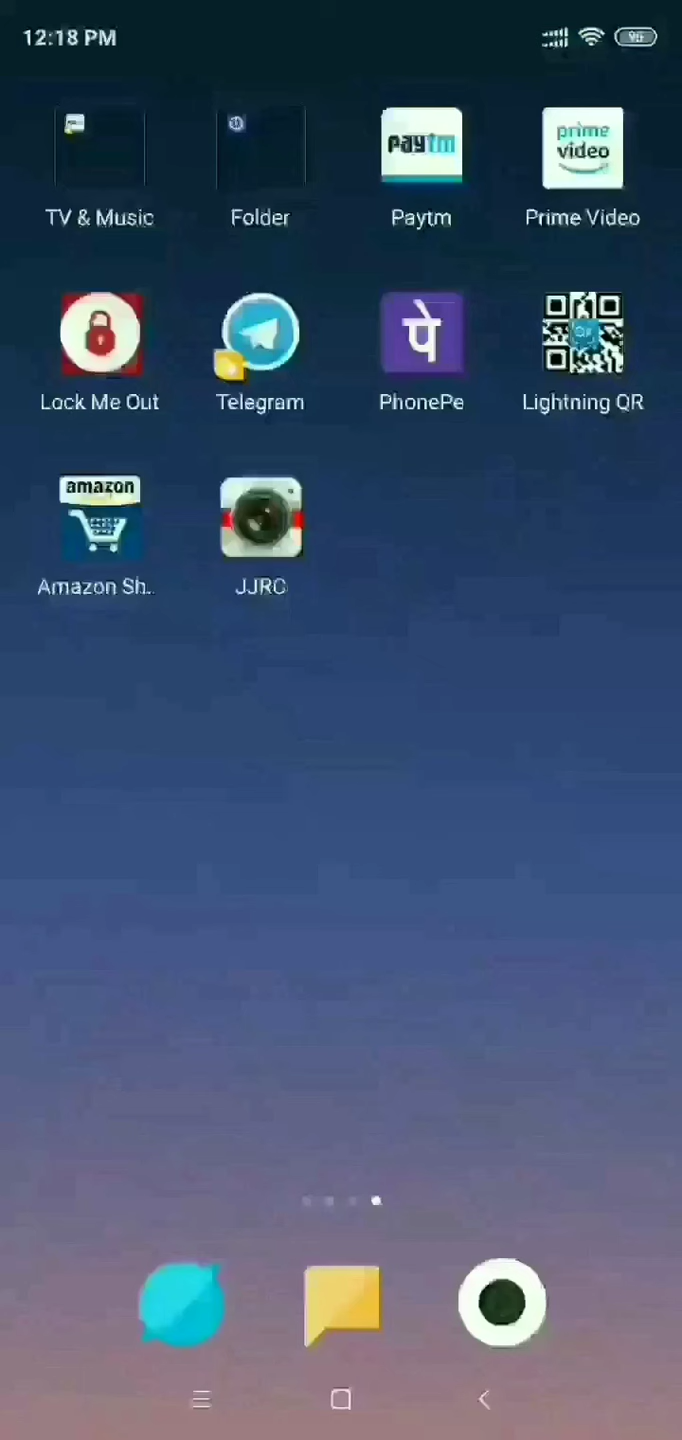 12:18 PM
96
paytm
prime
video
TV & Music
Folder
Paytm
Prime Video
पे
Lock Me Out
Telegram
PhonePe
Lightning QR
amazon
Amazon Sh..
JJRC